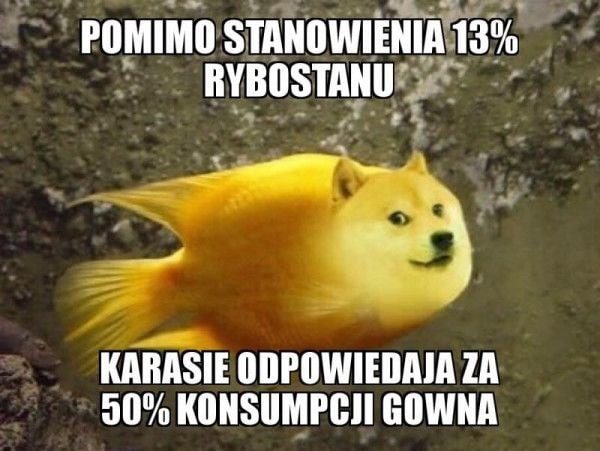 POMIMO STANOWIENIA 13%
RYBOSTANU
KARASIE ODPOWIEDAJA ZA
50% KONSUMPCJI GOWNA